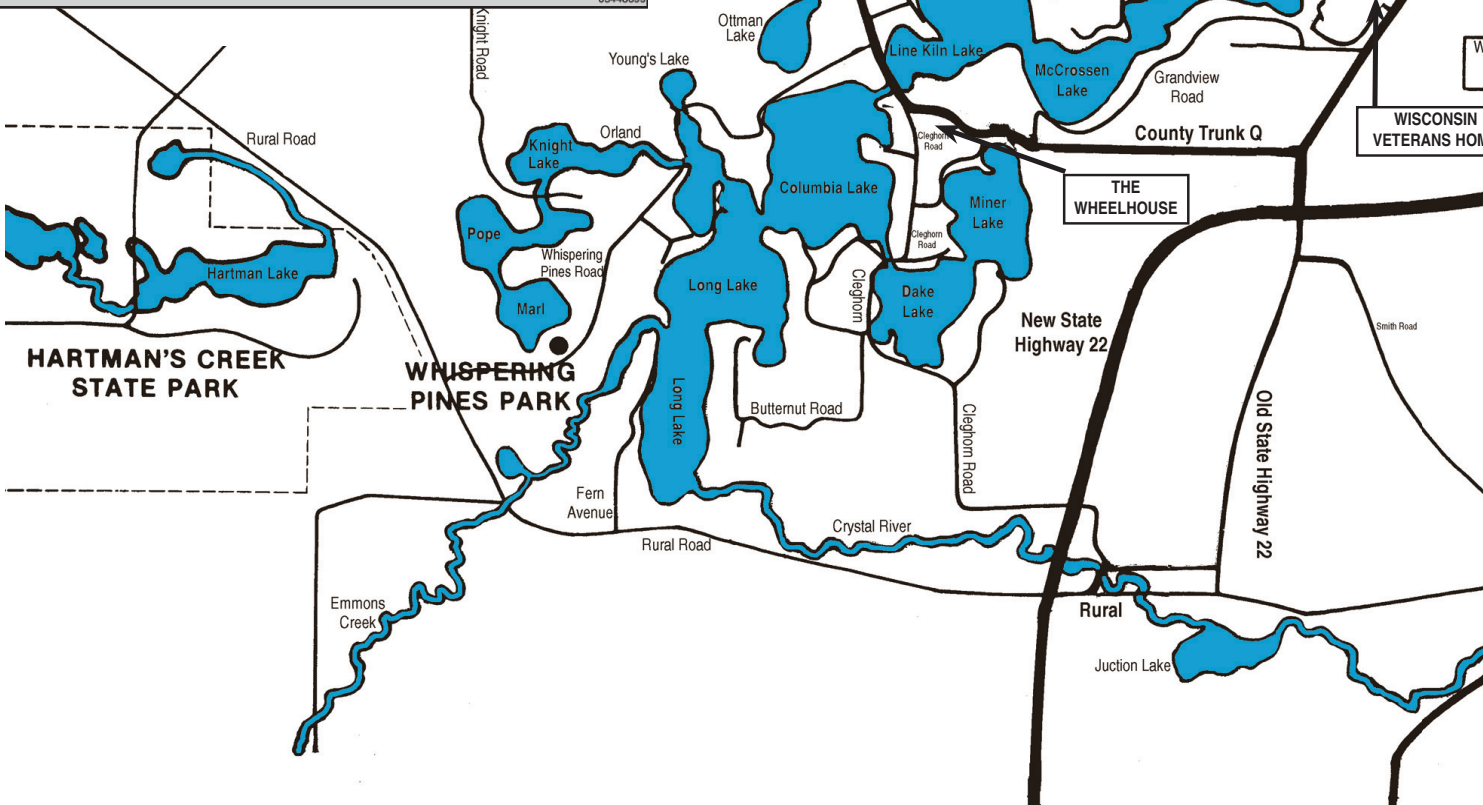 Knight Road
Ottman
Lake
Line Kiln Lake
McCrossen
Lake
Grandview
Road
Young's Lake
WISCONSIN
County Trunk Q
Rural Road
Orland
Knight
Lake
Cleghorn
Road
THE
WHEELHOUSE
Columbia Lake
Miner
Lake
Pope
Cleghorn
Road
Whispering
Pines Road
Hartman Lake
Long Lake
Cleghorn
Dake
Lake
Marl
New State
Highway 22
Smith Road
HARTMAN'S CREEK
STATE PARK
WHISPERING
PINES PARK
Long Lake
Butternut Road
Cleghorn Road
Old State Highway 22
Fern
Avenue
Crystal River
Rural Road
Emmons
Creek
Rural
Juction Lake